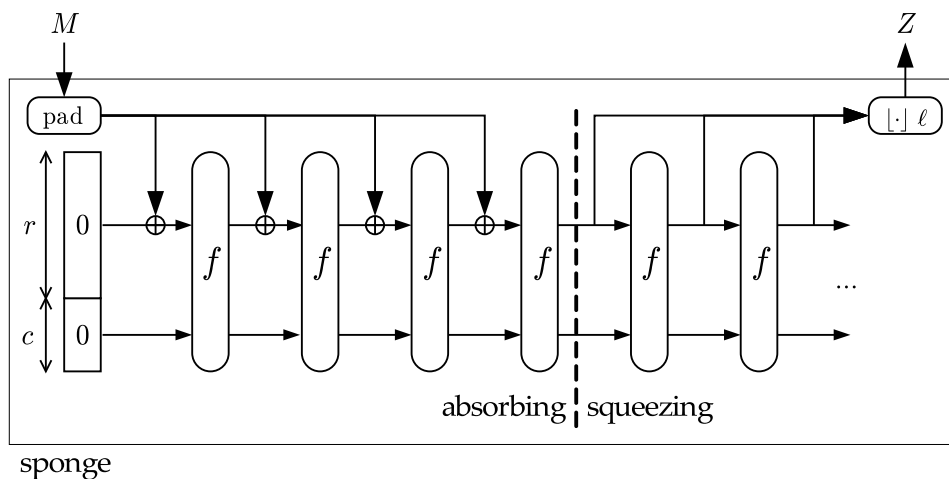 M Z
pad ⌊·⌋ ℓ
r 0 f f f f f f
c 0 ...
absorbing squeezing
sponge